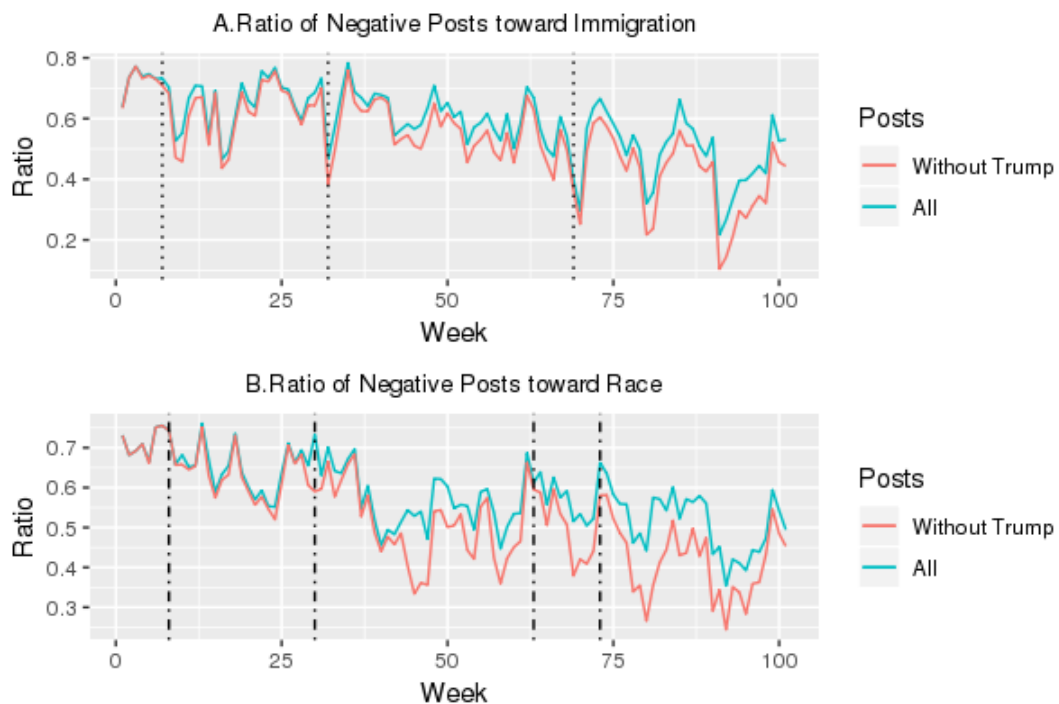 A.Ratio of Negative Posts toward Immigration
0.8
0.6
0.4
0.2
Ratio
0
25
50
75
100
Week
Posts
Without Trump
All
B.Ratio of Negative Posts toward Race
0.7
0.6
0.5
0.4
0.3
Ratio
0
25
50
75
100
Week
Posts
Without Trump
All